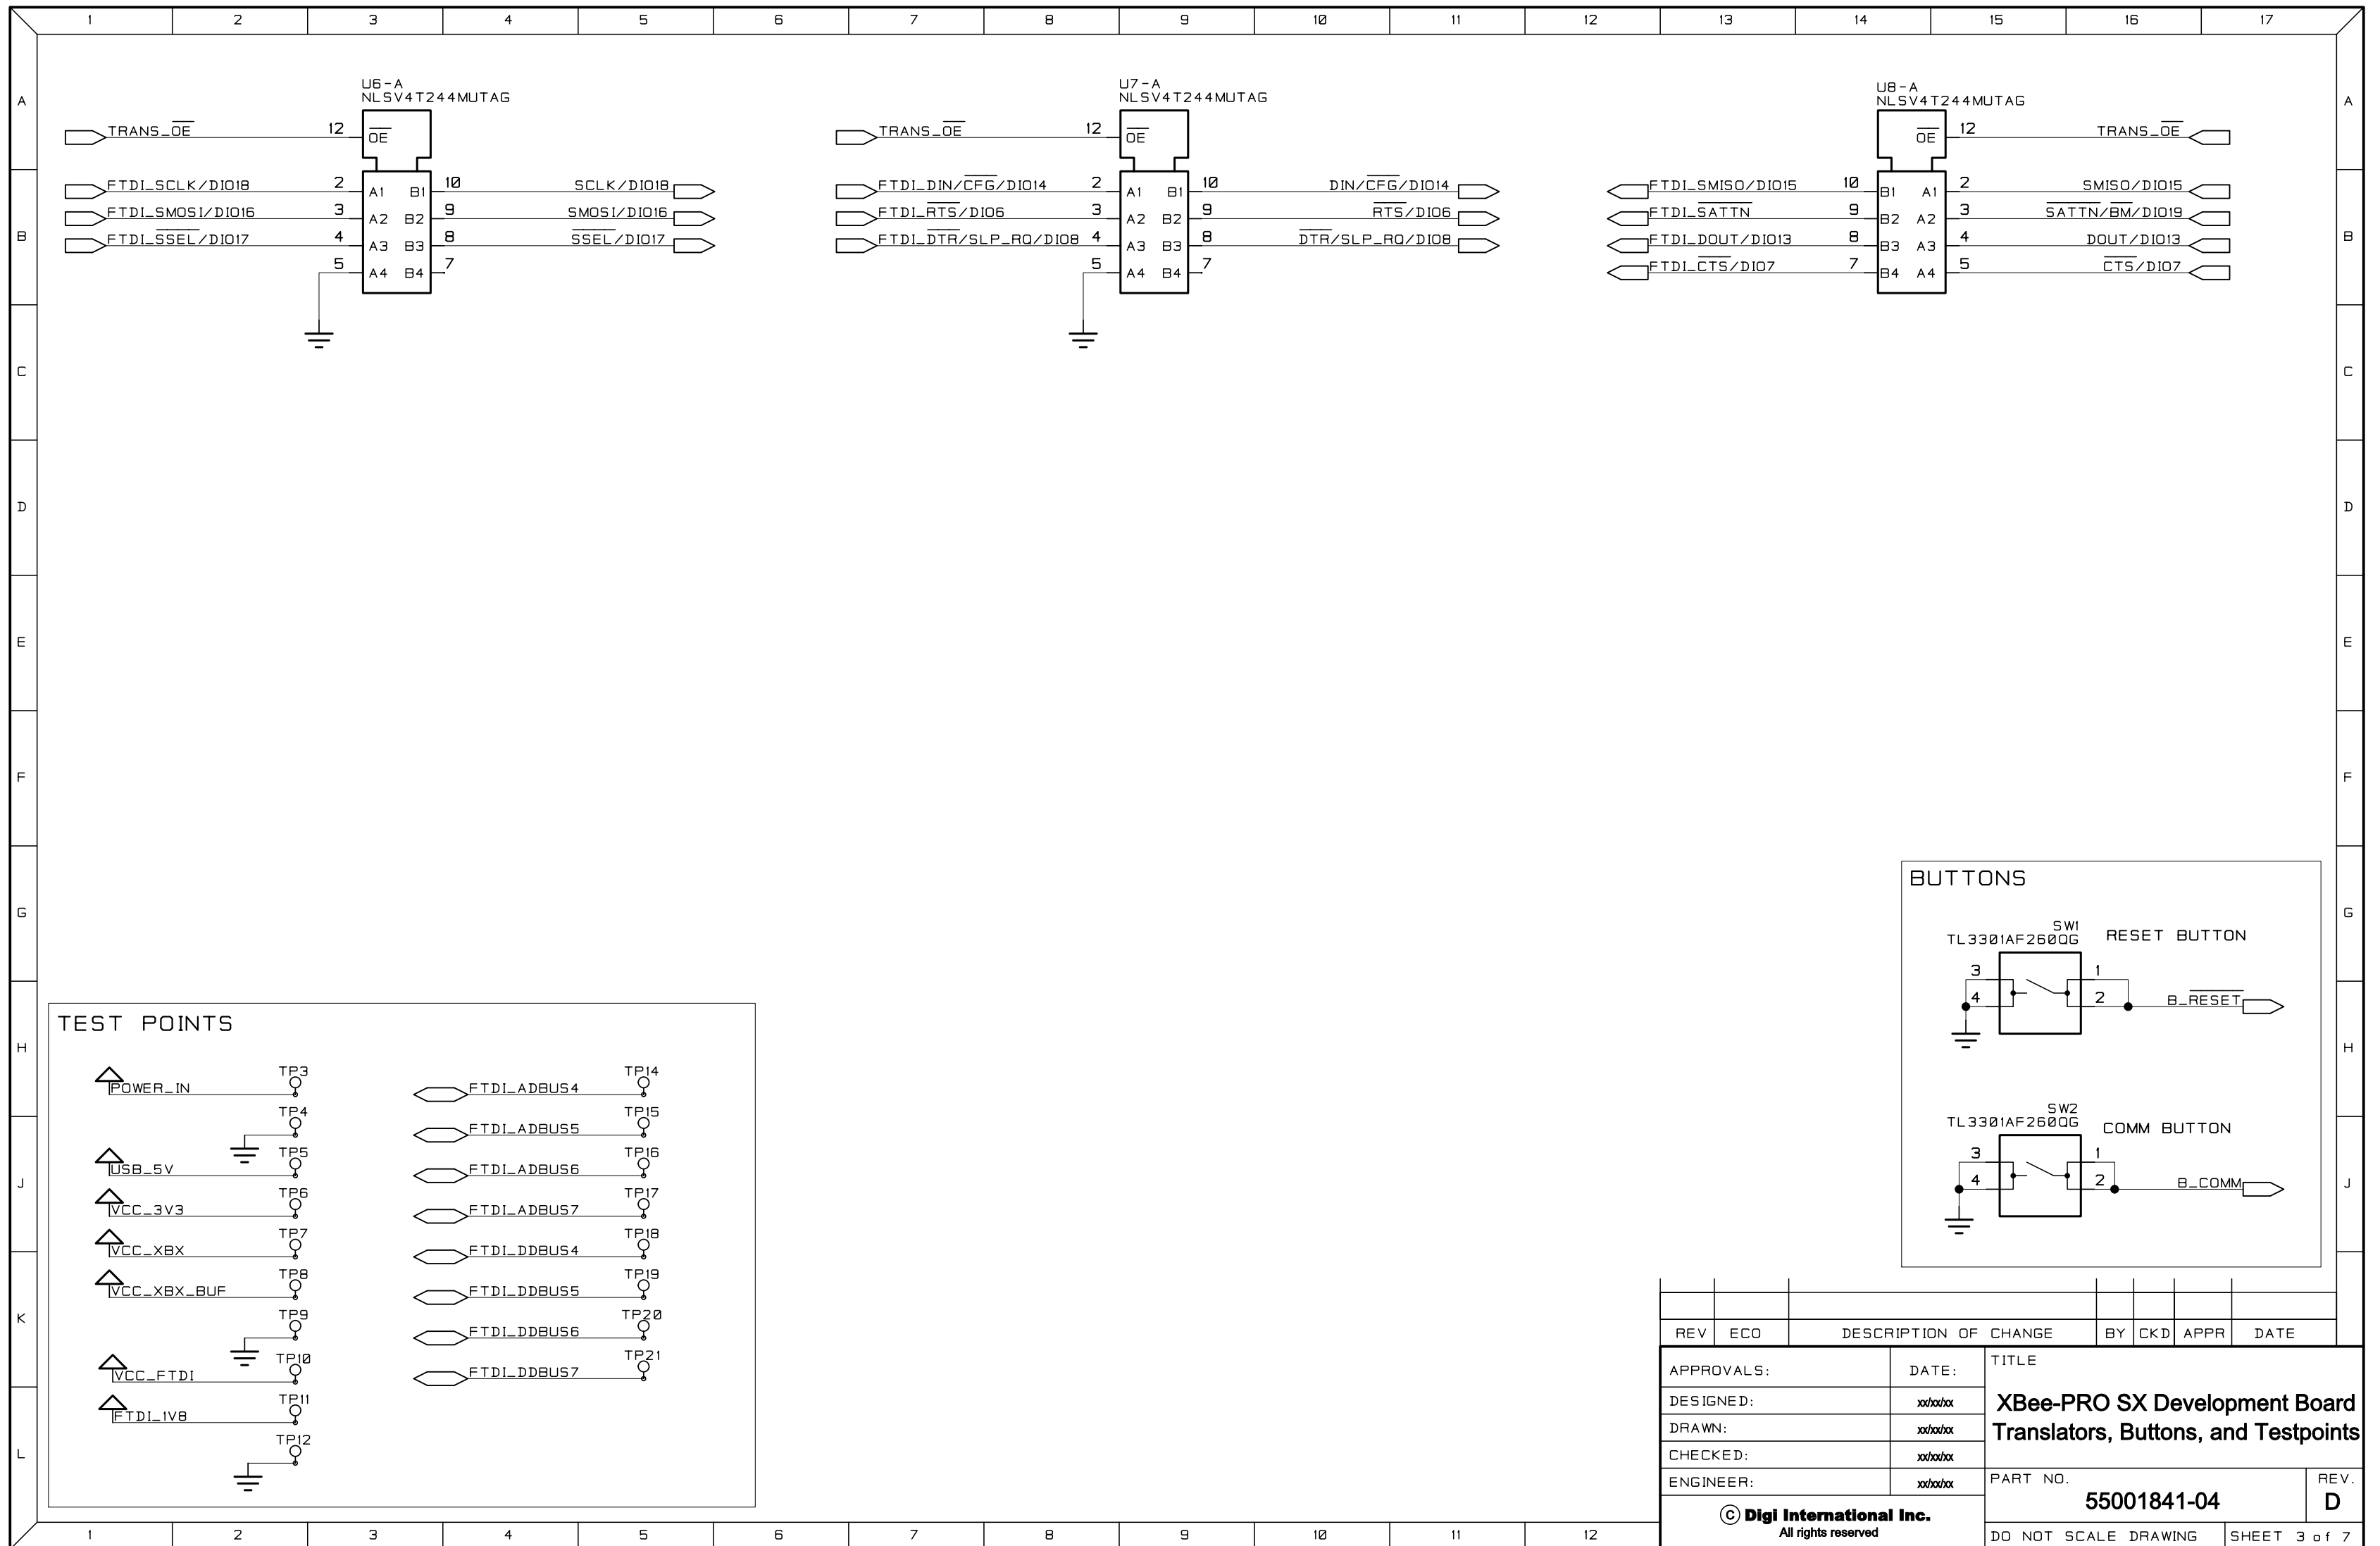 1 2 3 4 5 6 7 8 9 10 11 12 13 14 15 16 17
A A
B B
C C
D D
E E
F F
G G
H H
J J
K K
L
U6-A
NLSV4T244MUTAG
TRANS_OE 12 OE
FTDI_SCLK/DIO18 2 A1 B1 10 SCLK/DIO18
FTDI_SMOSI/DIO16 3 A2 B2 9 SMOSI/DIO16
FTDI_SSEL/DIO17 4 A3 B3 8 SSEL/DIO17
5 A4 B4 7
U7-A
NLSV4T244MUTAG
TRANS_OE 12 OE
FTDI_DIN/CFG/DIO14 2 A1 B1 10 DIN/CFG/DIO14
FTDI_RTS/DIO6 3 A2 B2 9 RTS/DIO6
FTDI_DTR/SLP_RQ/DIO8 4 A3 B3 8 DTR/SLP_RQ/DIO8
5 A4 B4 7
U8-A
NLSV4T244MUTAG
OE 12 TRANS_OE
FTDI_SMISO/DIO15 10 B1 A1 2 SMISO/DIO15
FTDI_SATTN 9 B2 A2 3 SATTN/BM/DIO19
FTDI_DOUT/DIO13 8 B3 A3 4 DOUT/DIO13
FTDI_CTS/DIO7 7 B4 A4 5 CTS/DIO7
BUTTONS
SW1
TL3301AF260QG RESET BUTTON
3 1
4 2 B_RESET
SW2
TL3301AF260QG COMM BUTTON
3 1
4 2 B_COMM
TEST POINTS
POWER_IN TP3
TP4
USB_5V TP5
VCC_3V3 TP6
VCC_XBX TP7
VCC_XBX_BUF TP8
TP9
VCC_FTDI TP10
FTDI_1V8 TP11
TP12
FTDI_ADBUS4 TP14
FTDI_ADBUS5 TP15
FTDI_ADBUS6 TP16
FTDI_ADBUS7 TP17
FTDI_DDBUS4 TP18
FTDI_DDBUS5 TP19
FTDI_DDBUS6 TP20
FTDI_DDBUS7 TP21
REV ECO DESCRIPTION OF CHANGE BY CKD APPR DATE
APPROVALS: DATE:
DESIGNED: xx/xx/xx
DRAWN: xx/xx/xx
CHECKED: xx/xx/xx
ENGINEER: xx/xx/xx
© Digi International Inc.
All rights reserved
TITLE
XBee-PRO SX Development Board
Translators, Buttons, and Testpoints
PART NO. REV.
55001841-04 D
DO NOT SCALE DRAWING SHEET 3 of 7
1 2 3 4 5 6 7 8 9 10 11 12